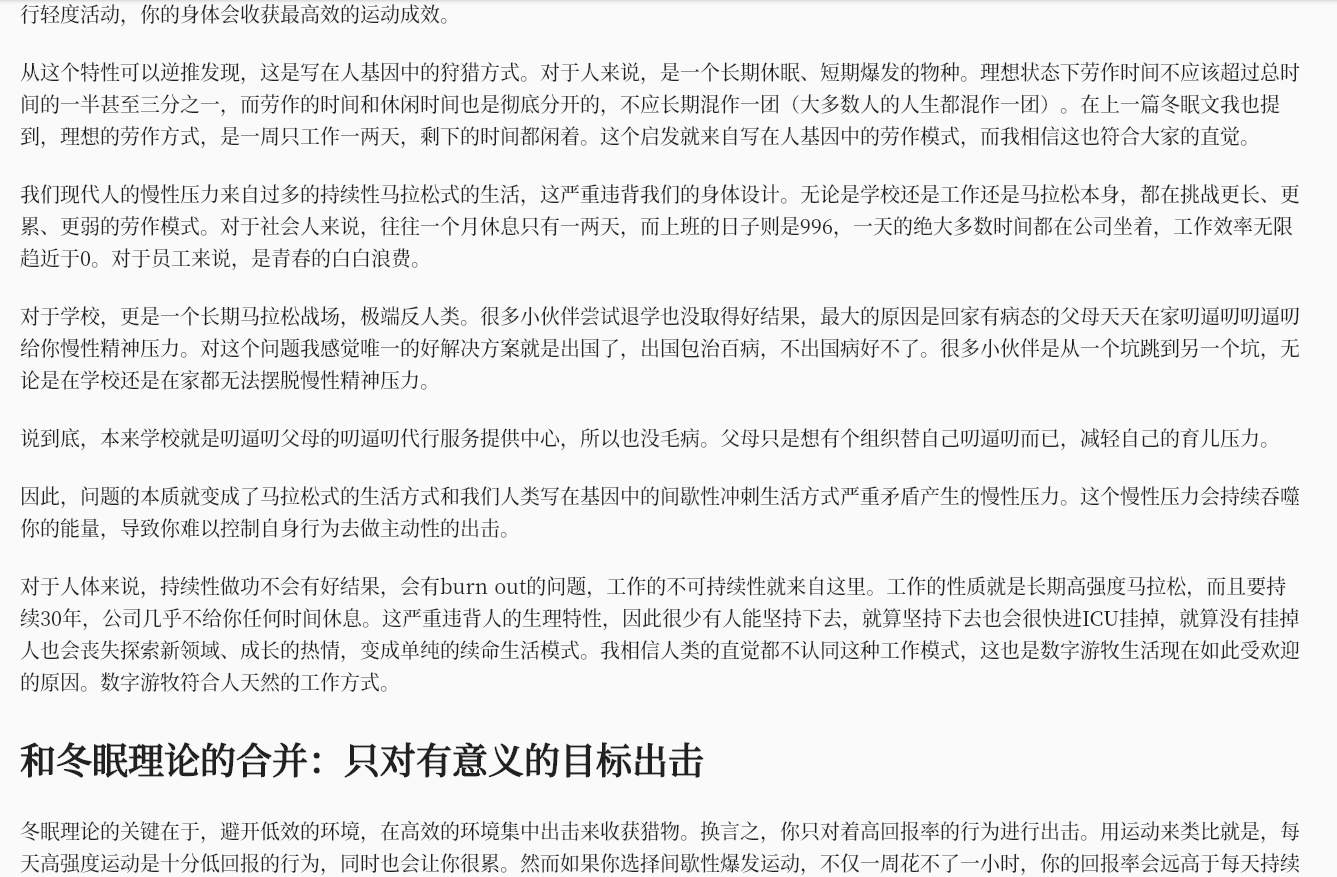 行轻度活动，你的身体会收获最高效的运动成效。
从这个特性可以逆推发现，这是写在人基因中的狩猎方式。对于人来说，是一个长期休眠、短期爆发的物种。理想状态下劳作时间不应该超过总时
间的一半甚至三分之一，而劳作的时间和休闲时间也是彻底分开的，不应长期混作一团（大多数人的人生都混作一团）。在上一篇冬眠文我也提
到，理想的劳作方式，是一周只工作一两天，剩下的时间都闲着。这个启发就来自写在人基因中的劳作模式，而我相信这也符合大家的直觉。
我们现代人的慢性压力来自过多的持续性马拉松式的生活，这严重违背我们的身体设计。无论是学校还是工作还是马拉松本身，都在挑战更长、更
累、更弱的劳作模式。对于社会人来说，往往一个月休息只有一两天，而上班的日子则是996，一天的绝大多数时间都在公司坐着，工作效率无限
趋近于0。对于员工来说，是青春的白白浪费。
对于学校，更是一个长期马拉松战场，极端反人类。很多小伙伴尝试退学也没取得好结果，最大的原因是回家有病态的父母天天在家叨逼叨叨逼叨
给你慢性精神压力。对这个问题我感觉唯一的好解决方案就是出国了，出国包治百病，不出国病好不了。很多小伙伴是从一个坑跳到另一个坑，无
论是在学校还是在家都无法摆脱慢性精神压力。
说到底，本来学校就是叨逼叨父母的叨逼叨代行服务提供中心，所以也没毛病。父母只是想有个组织替自己叨逼叨而已，减轻自己的育儿压力。
因此，问题的本质就变成了马拉松式的生活方式和我们人类写在基因中的间歇性冲刺生活方式严重矛盾产生的慢性压力。这个慢性压力会持续吞噬
你的能量，导致你难以控制自身行为去做主动性的出击。
对于人体来说，持续性做功不会有好结果，会有burn out的问题，工作的不可持续性就来自这里。工作的性质就是长期高强度马拉松，而且要持
续30年，公司几乎不给你任何时间休息。这严重违背人的生理特性，因此很少有人能坚持下去，就算坚持下去也会很快进ICU挂掉，就算没有挂掉
人也会丧失探索新领域、成长的热情，变成单纯的续命生活模式。我相信人类的直觉都不认同这种工作模式，这也是数字游牧生活现在如此受欢迎
的原因。数字游牧符合人天然的工作方式。
和冬眠理论的合并：只对有意义的目标出击
冬眠理论的关键在于，避开低效的环境，在高效的环境集中出击来收获猎物。换言之，你只对着高回报率的行为进行出击。用运动来类比就是，每
天高强度运动是十分低回报的行为，同时也会让你很累。然而如果你选择间歇性爆发运动，不仅一周花不了一小时，你的回报率会远高于每天持续